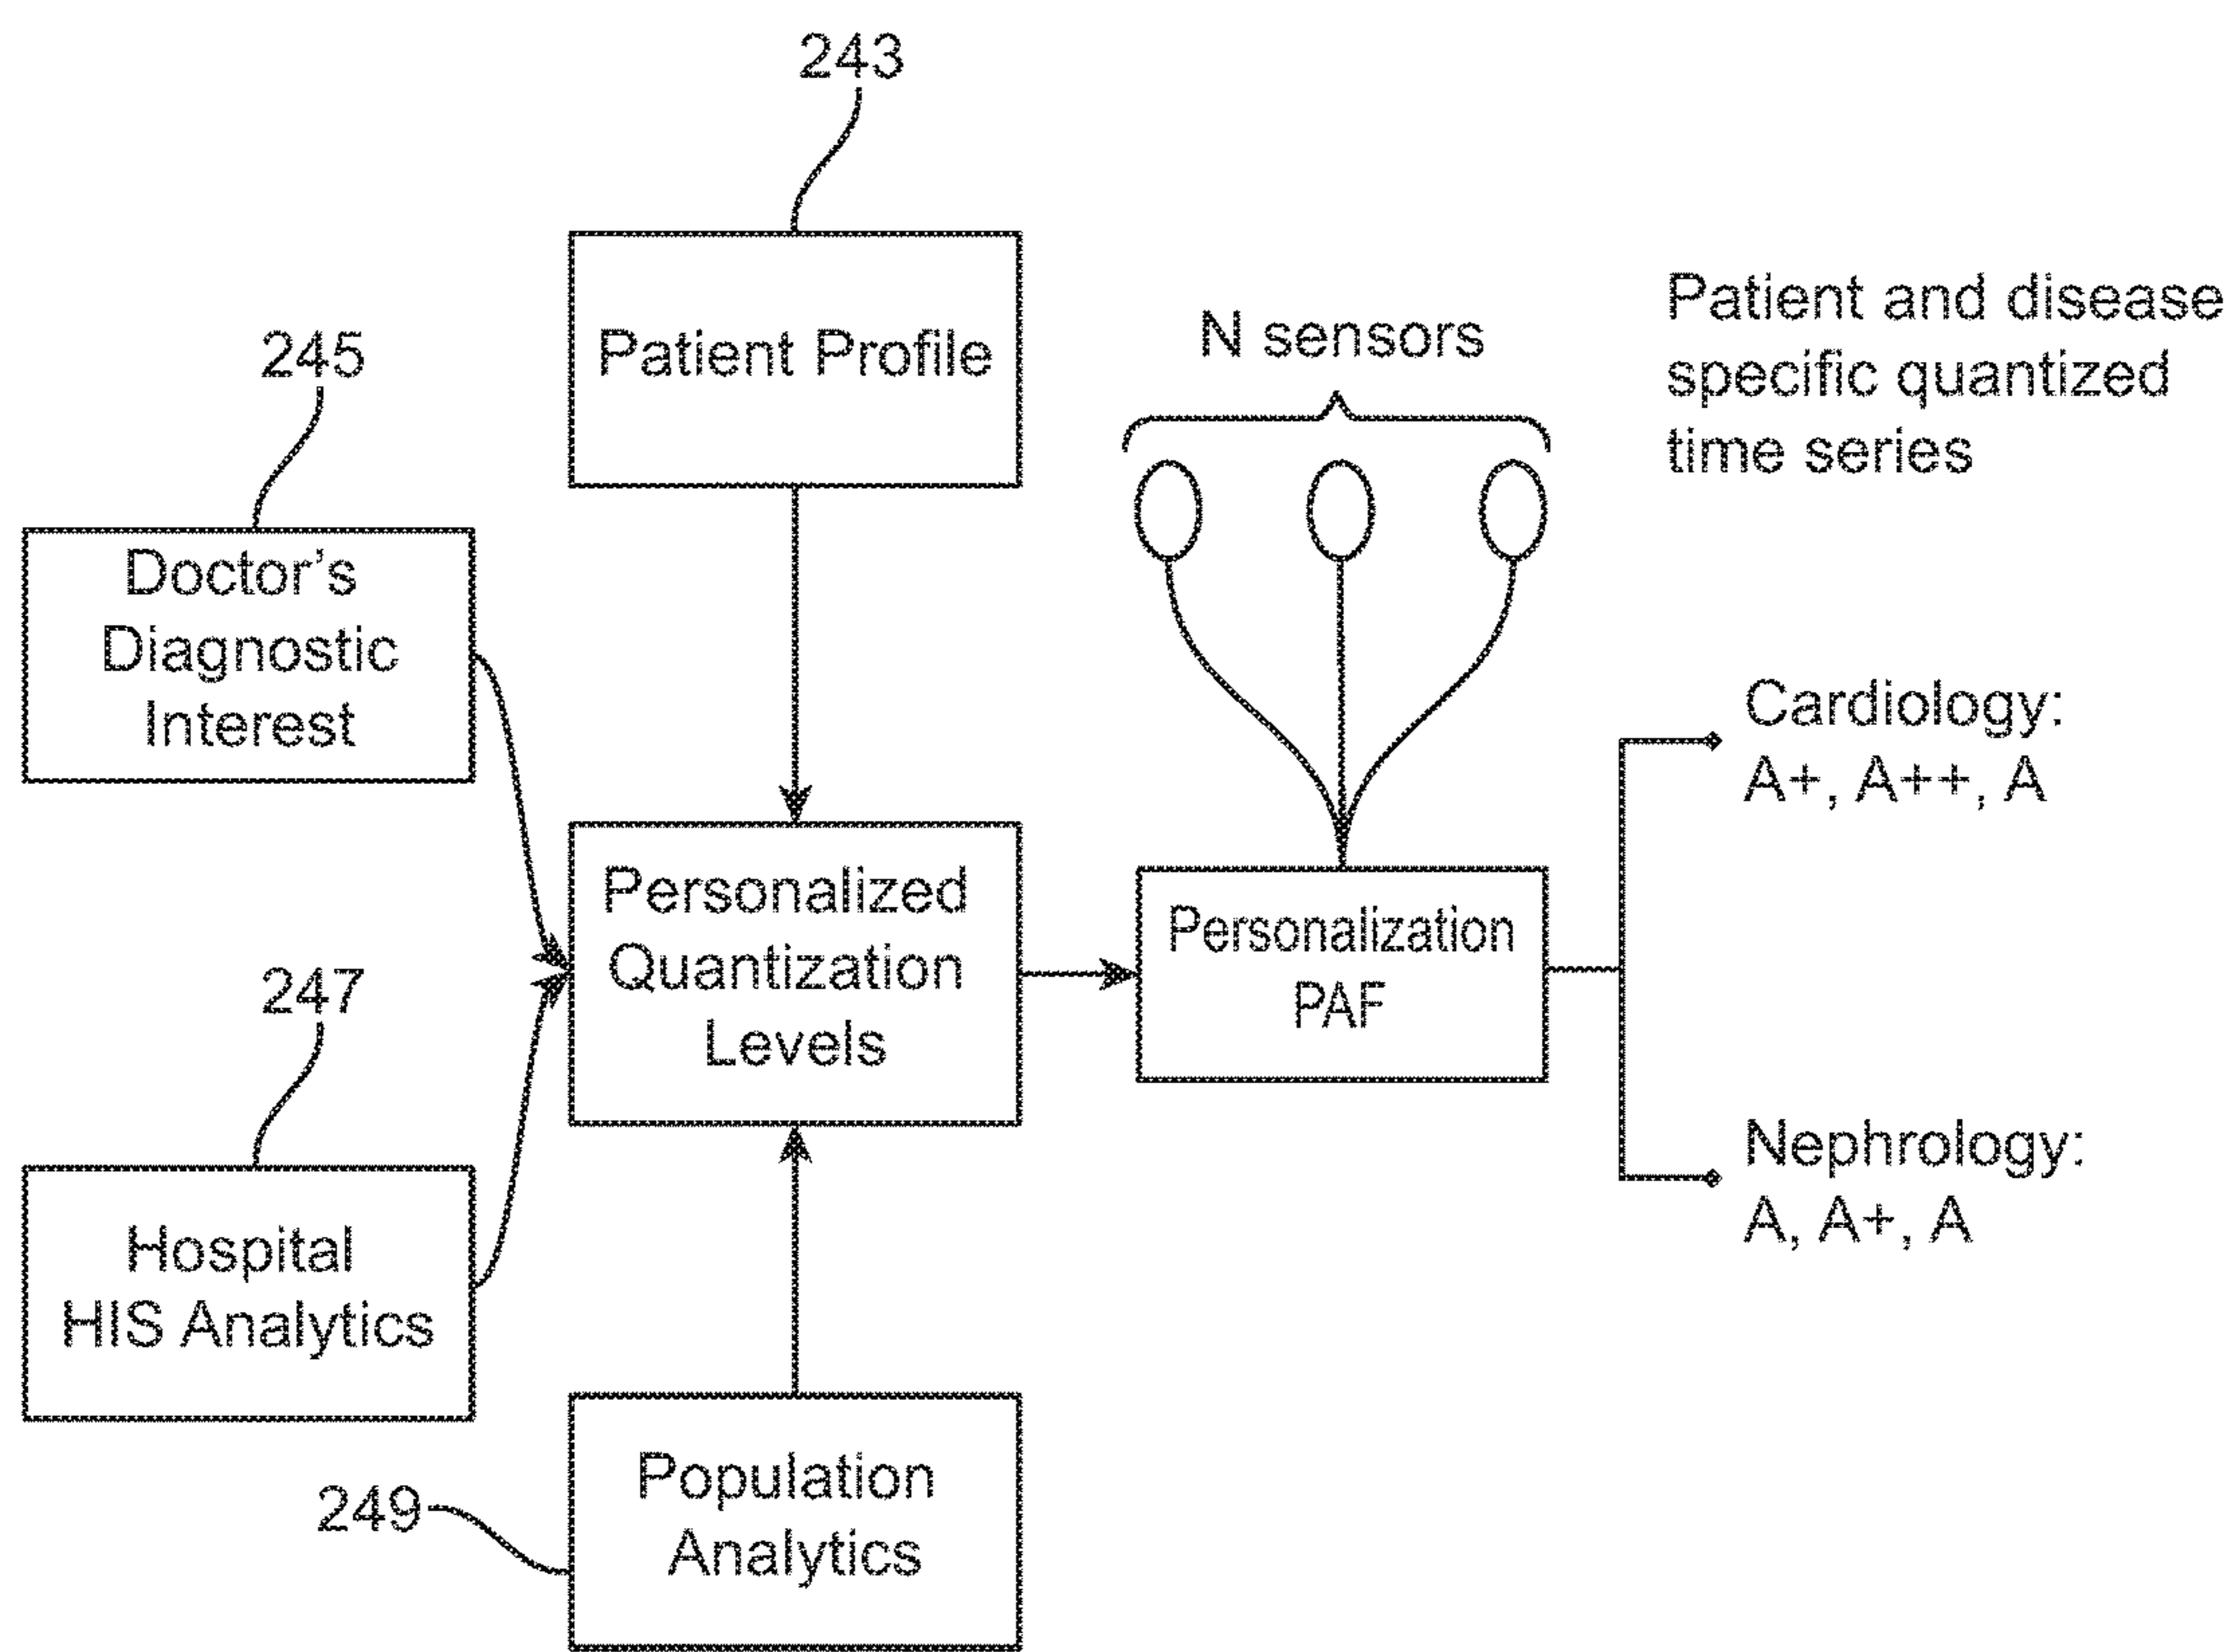 243
Patient Profile
245
Doctor's
Diagnostic
Interest
N sensors
Patient and disease
specific quantized
time series
Personalized
Quantization
Levels
Personalization
PAF
Cardiology:
A+, A++, A
Nephrology:
A, A+, A
247
Hospital
HIS Analytics
249
Population
Analytics